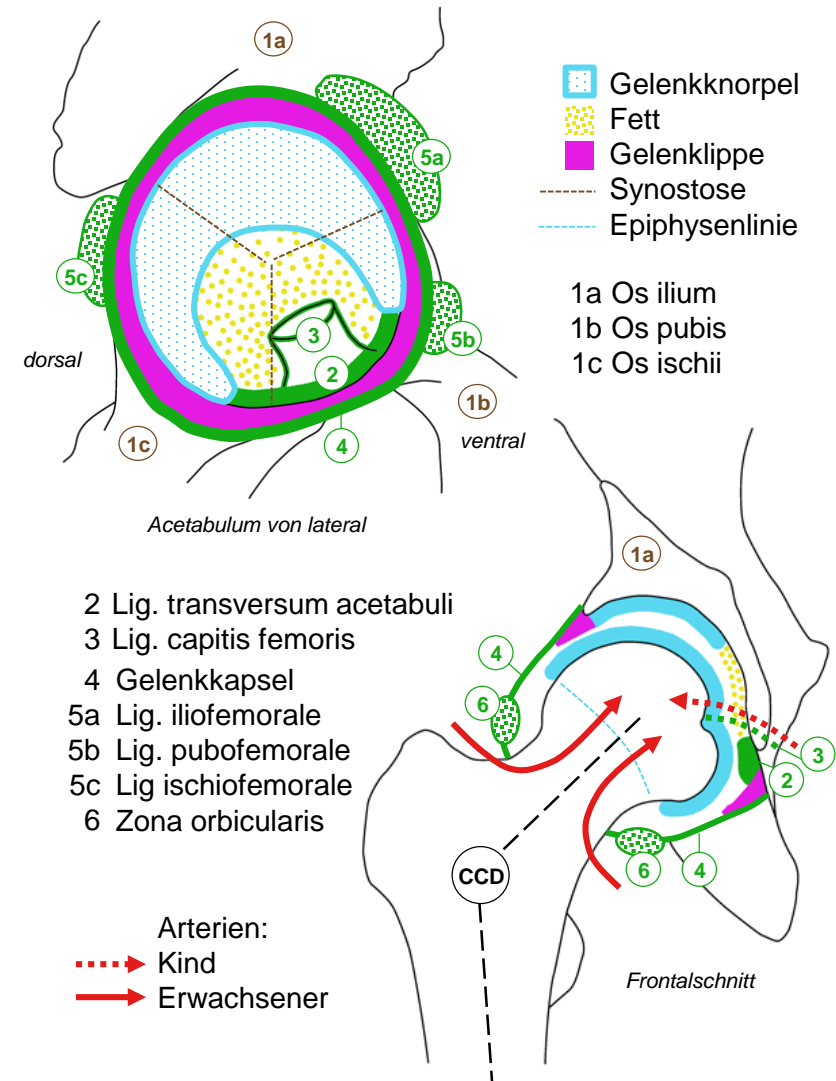 1a
5a
5c
3
5b
2
dorsal
1b
1c
4
ventral
Acetabulum von lateral
Gelenkknorpel
Fett
Gelenklippe
Synostose
Epiphysenlinie
1a Os ilium
1b Os pubis
1c Os ischii
2 Lig. transversum acetabuli
3 Lig. capitis femoris
4 Gelenkkapsel
5a Lig. iliofemorale
5b Lig. pubofemorale
5c Lig ischiofemorale
6 Zona orbicularis
1a
4
6
3
2
CCD
6
4
Frontalschnitt
Arterien:
Kind
Erwachsener